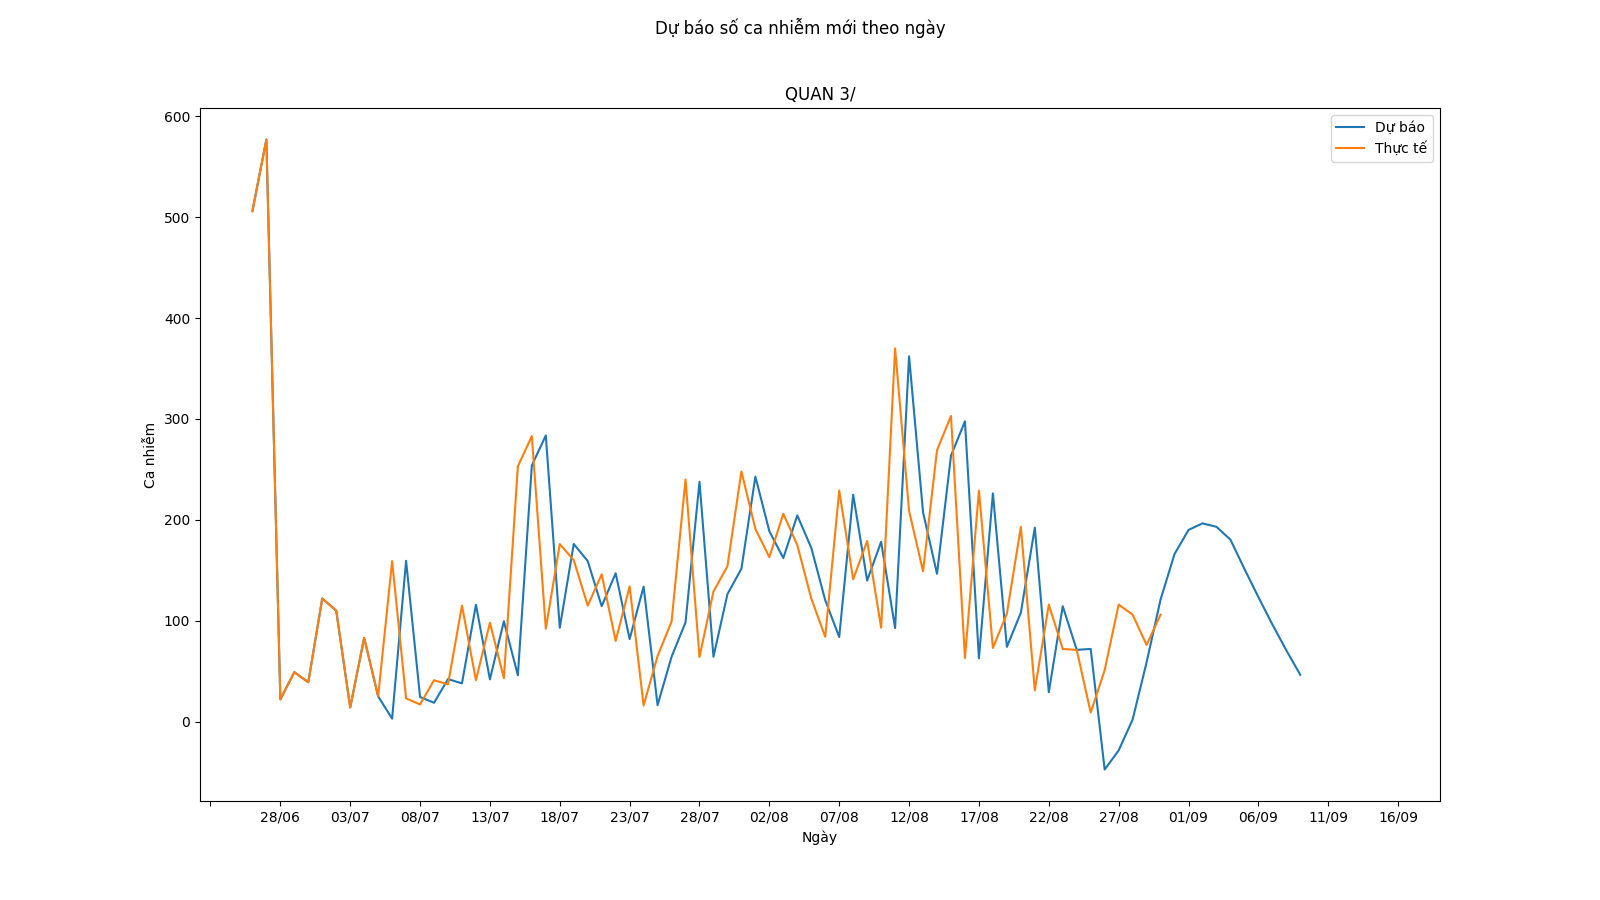 Dự báo số ca nhiễm mới theo ngày
QUAN 3/
Dự báo
Thực tế
600
500
400
300
200
100
0
Ca nhiễm
28/06 03/07 08/07 13/07 18/07 23/07 28/07 02/08 07/08 12/08 17/08 22/08 27/08 01/09 06/09 11/09 16/09
Ngày